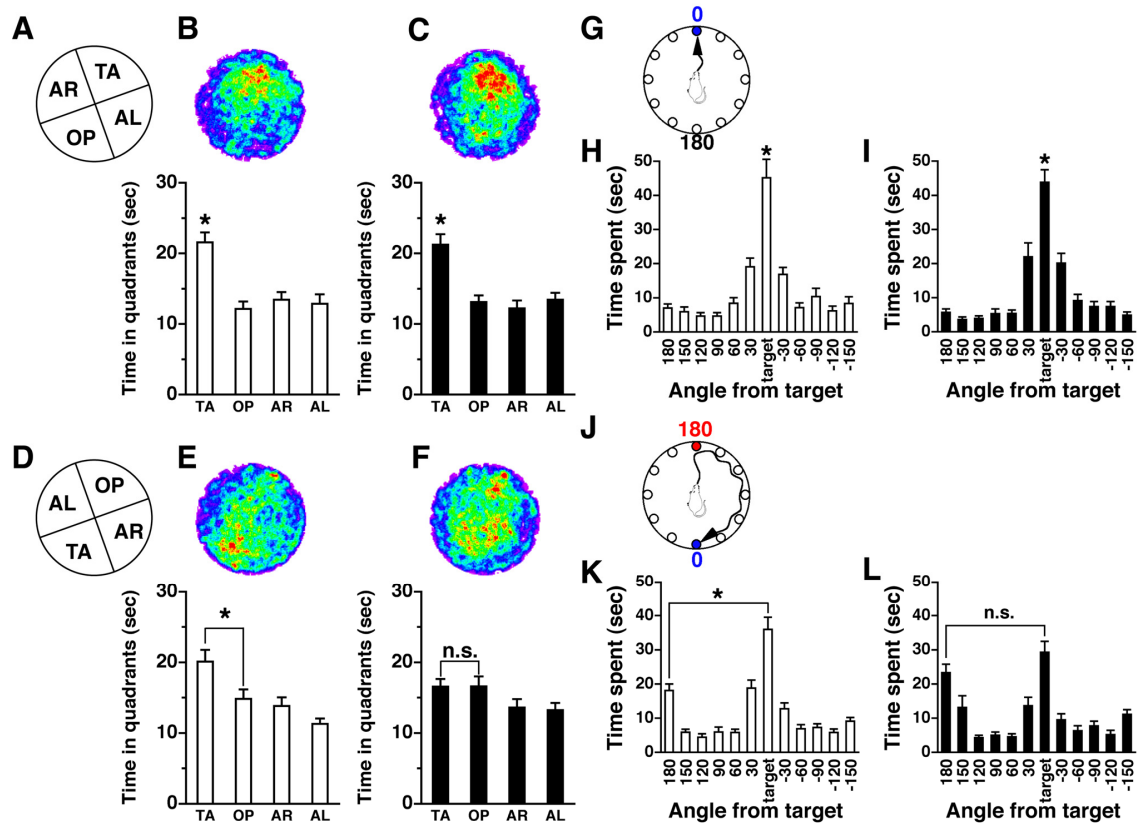 A
AR
TA
OP
AL
B
C
Time in quadrants (sec)
30
20
10
0
*
TA OP AR AL
Time in quadrants (sec)
30
20
10
0
*
TA OP AR AL
G
0
180
H
Time spent (sec)
50
40
30
20
10
0
*
180 150 120 90 60 30 target -30 -60 -90 -120 -150
Angle from target
I
Time spent (sec)
50
40
30
20
10
0
*
180 150 120 90 60 30 target -30 -60 -90 -120 -150
Angle from target
D
AL
OP
TA
AR
E
F
Time in quadrants (sec)
30
20
10
0
*
TA OP AR AL
Time in quadrants (sec)
30
20
10
0
n.s.
TA OP AR AL
J
180
0
K
Time spent (sec)
50
40
30
20
10
0
*
180 150 120 90 60 30 target -30 -60 -90 -120 -150
Angle from target
L
Time spent (sec)
50
40
30
20
10
0
n.s.
180 150 120 90 60 30 target -30 -60 -90 -120 -150
Angle from target